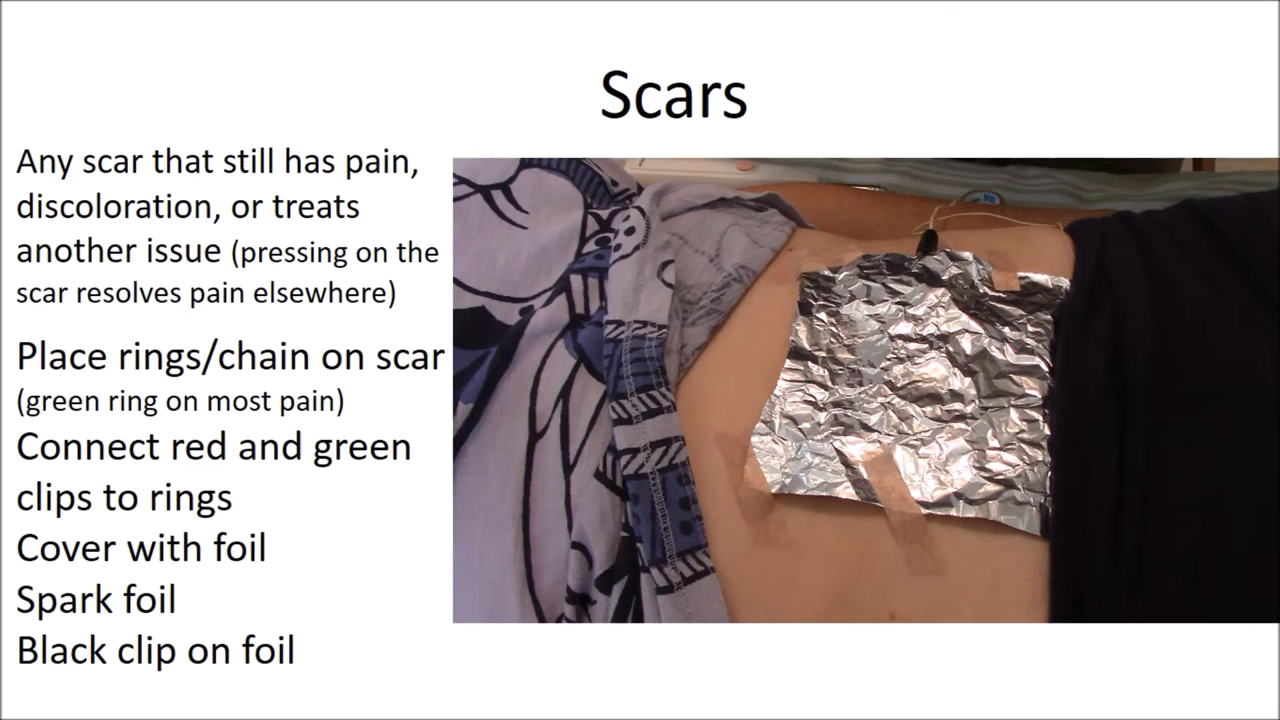 Scars
Any scar that still has pain,
discoloration, or treats
another issue (pressing on the
scar resolves pain elsewhere)
Place rings/chain on scar
(green ring on most pain)
Connect red and green
clips to rings
Cover with foil
Spark foil
Black clip on foil